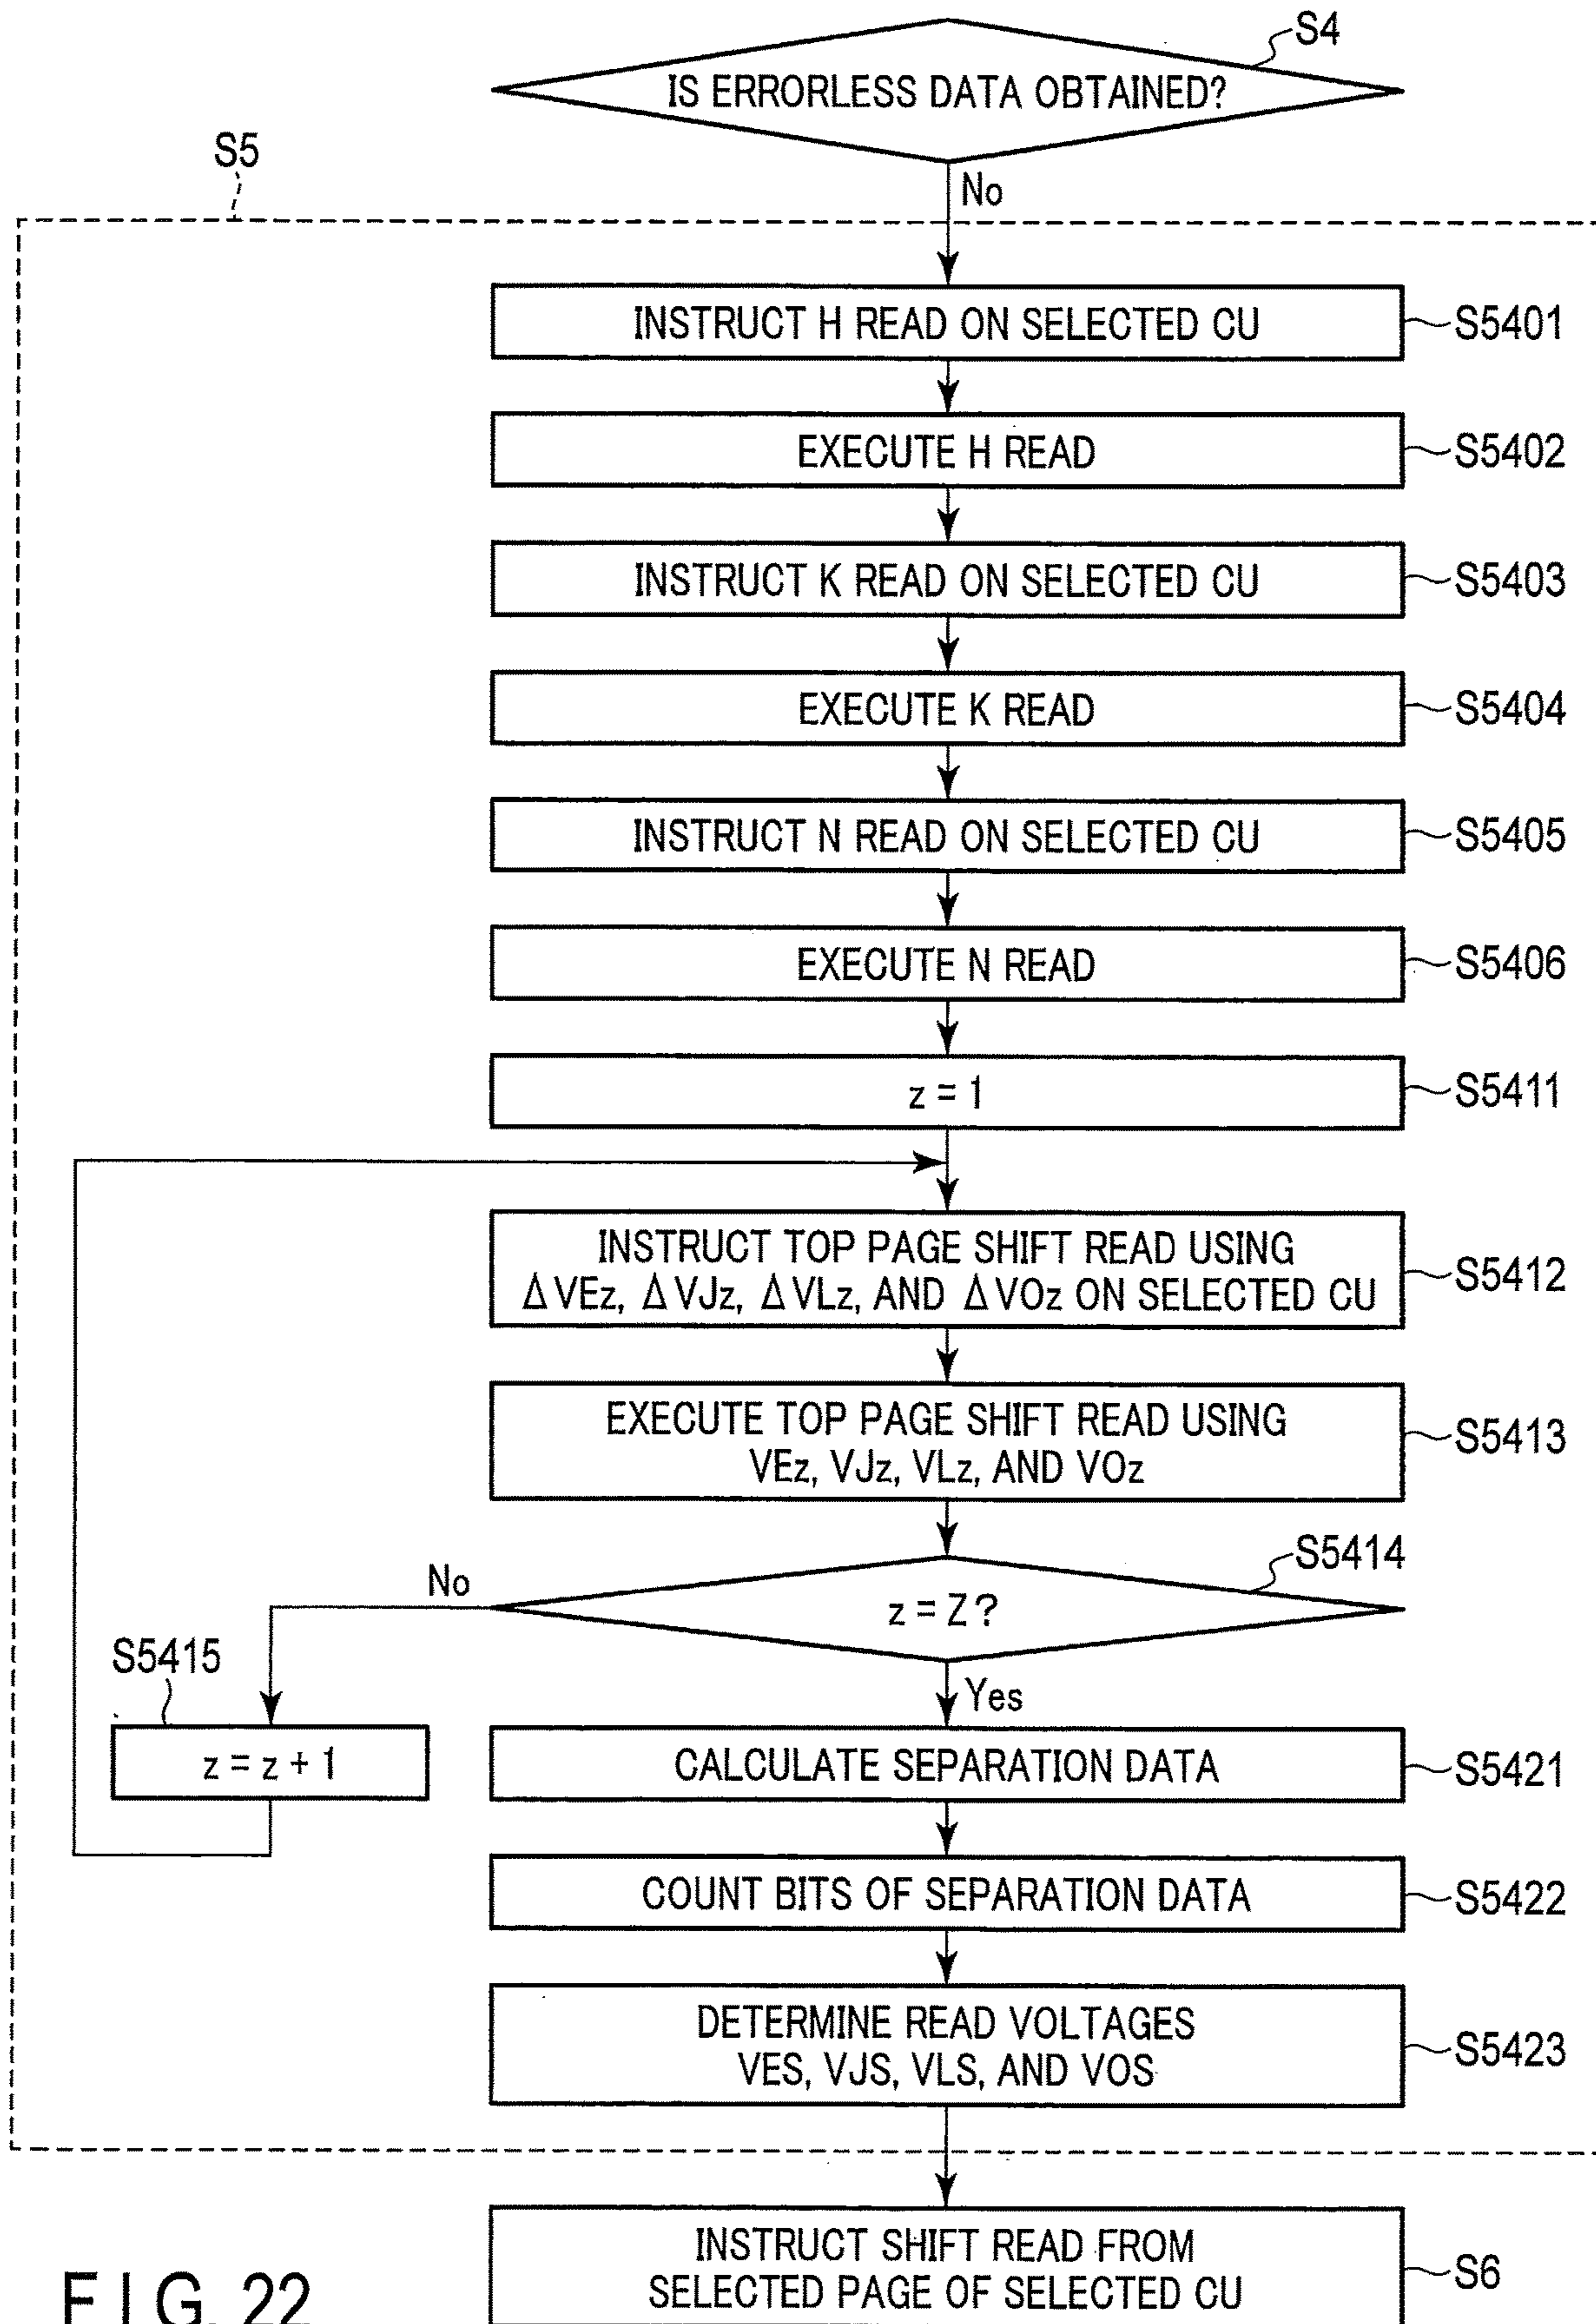 S4
IS ERRORLESS DATA OBTAINED?
S5
No
INSTRUCT H READ ON SELECTED CU
S5401
EXECUTE H READ
S5402
INSTRUCT K READ ON SELECTED CU
S5403
EXECUTE K READ
S5404
INSTRUCT N READ ON SELECTED CU
S5405
EXECUTE N READ
S5406
z = 1
S5411
INSTRUCT TOP PAGE SHIFT READ USING
ΔVEz, ΔVJz, ΔVLz, AND ΔVOz ON SELECTED CU
S5412
EXECUTE TOP PAGE SHIFT READ USING
VEz, VJz, VLz, AND VOz
S5413
S5414
No
z = Z?
S5415
Yes
z = z + 1
CALCULATE SEPARATION DATA
S5421
COUNT BITS OF SEPARATION DATA
S5422
DETERMINE READ VOLTAGES
VES, VJS, VLS, AND VOS
S5423
INSTRUCT SHIFT READ FROM
SELECTED PAGE OF SELECTED CU
S6
FIG. 22